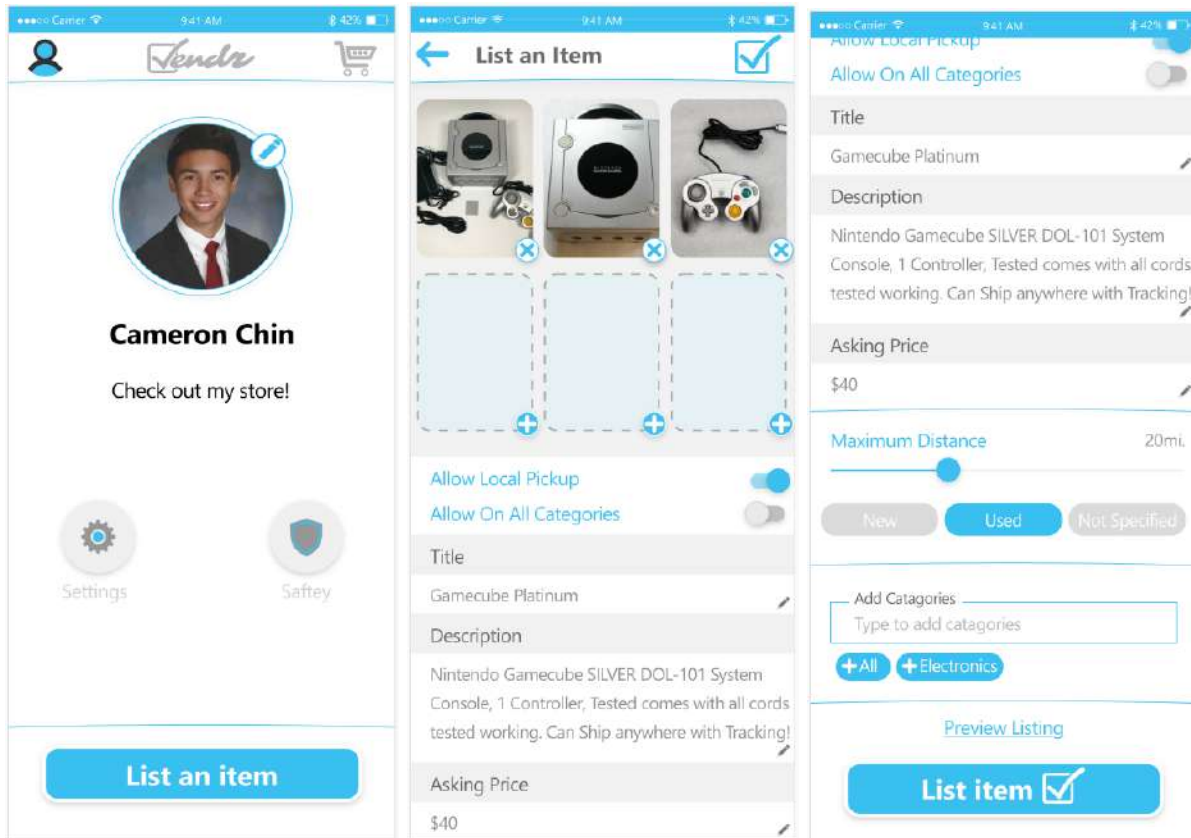 Carrier 9:41 AM 42%
Vendr
Cameron Chin
Check out my store!
Settings
Saftey
List an item
Carrier 9:41 AM 42%
List an Item
NINTENDO
Allow Local Pickup
Allow On All Categories
Title
Gamecube Platinum
Description
Nintendo Gamecube SILVER DOL-101 System
Console, 1 Controller, Tested comes with all cords
tested working. Can Ship anywhere with Tracking!
Asking Price
$40
Carrier 9:41 AM 42%
Allow Local Pickup
Allow On All Categories
Title
Gamecube Platinum
Description
Nintendo Gamecube SILVER DOL-101 System
Console, 1 Controller, Tested comes with all cords
tested working. Can Ship anywhere with Tracking!
Asking Price
$40
Maximum Distance 20mi.
New Used Not Specified
Add Catagories
Type to add catagories
+All +Electronics
Preview Listing
List item